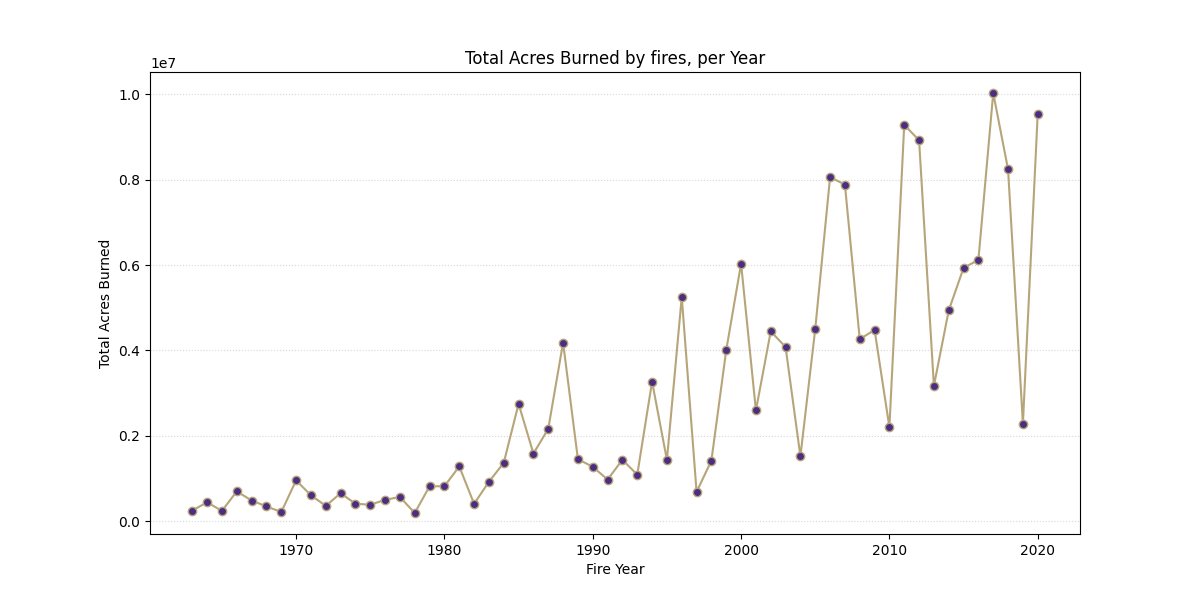 Total Acres Burned by fires, per Year
1e7
1.0
0.8
0.6
0.4
0.2
0.0
Total Acres Burned
1970 1980 1990 2000 2010 2020
Fire Year